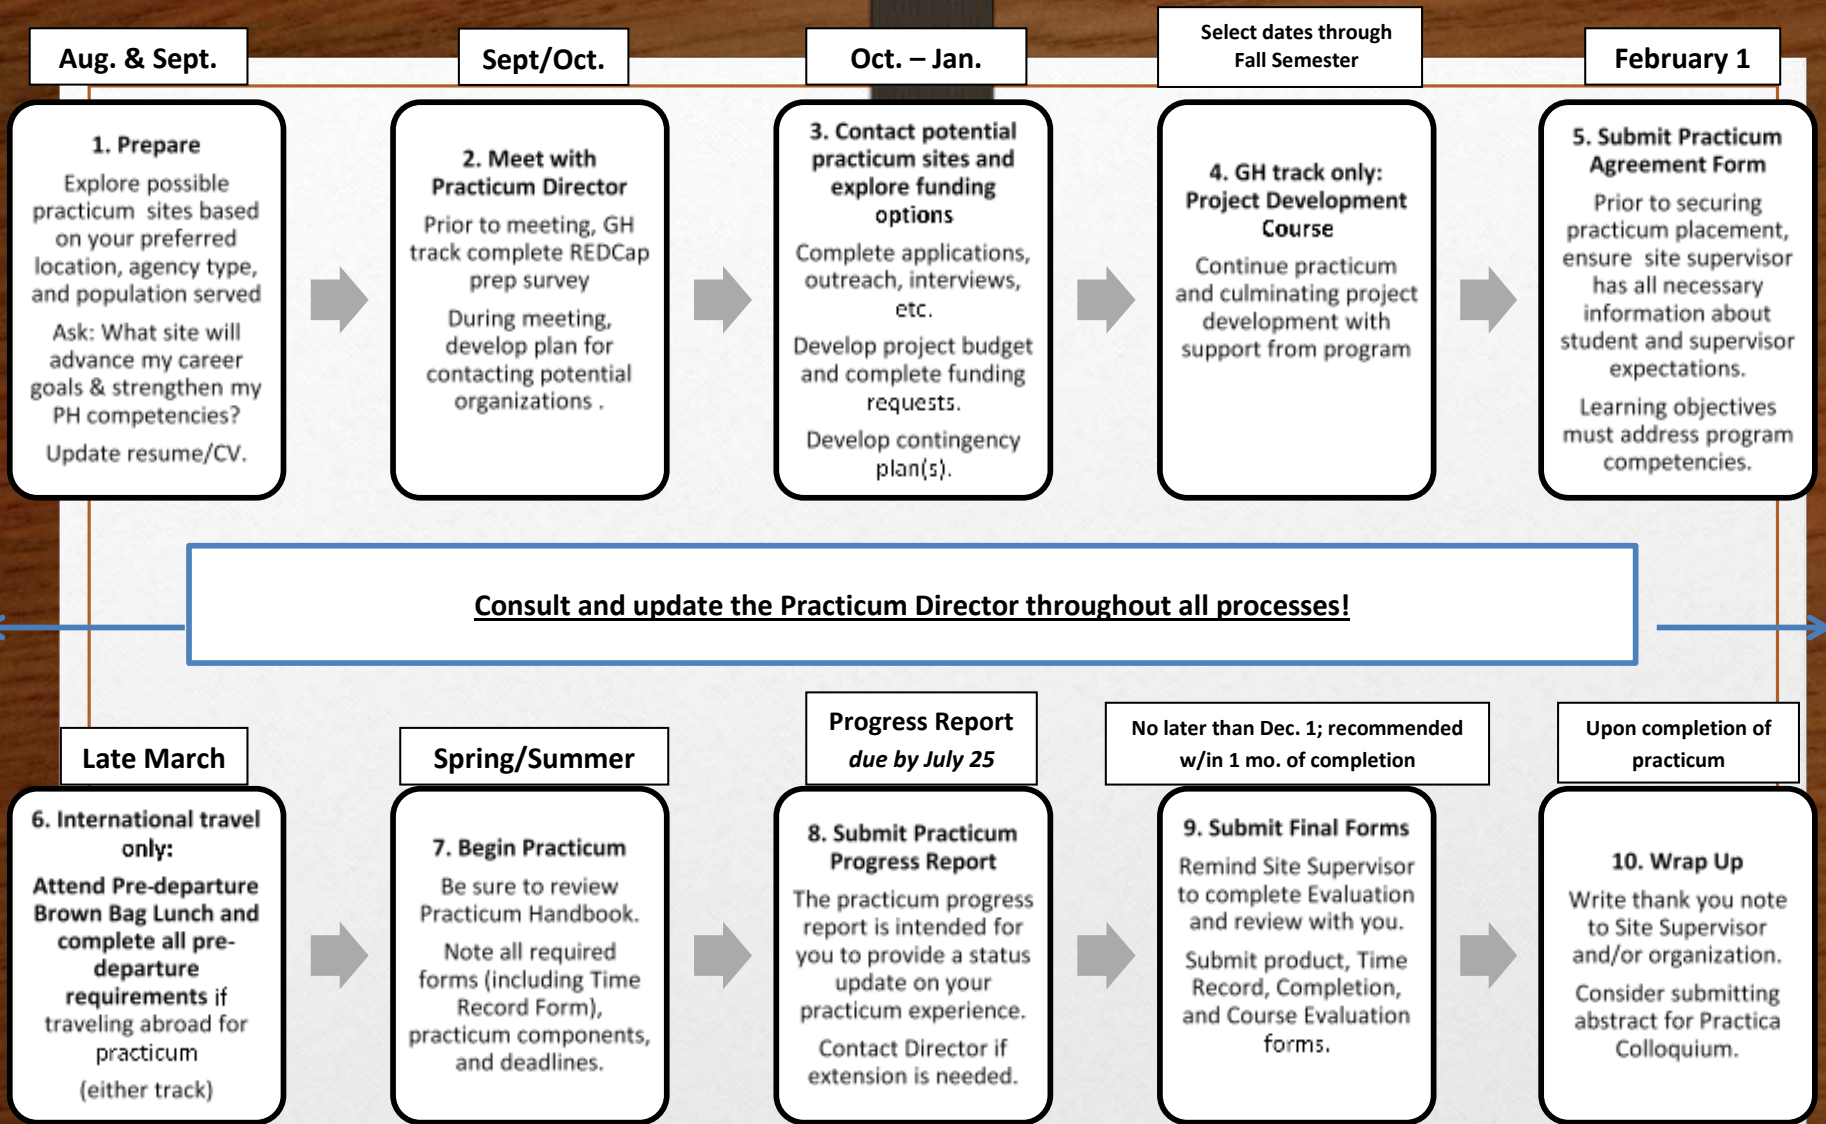 Aug. & Sept.
1. Prepare
Explore possible
practicum sites based
on your preferred
location, agency type,
and population served
Ask: What site will
advance my career
goals & strengthen my
PH competencies?
Update resume/CV.
Sept/Oct.
2. Meet with
Practicum Director
Prior to meeting, GH
track complete REDCap
prep survey
During meeting,
develop plan for
contacting potential
organizations .
Oct. – Jan.
3. Contact potential
practicum sites and
explore funding
options
Complete applications,
outreach, interviews,
etc.
Develop project budget
and complete funding
requests.
Develop contingency
plan(s).
Select dates through
Fall Semester
4. GH track only:
Project Development
Course
Continue practicum
and culminating project
development with
support from program
February 1
5. Submit Practicum
Agreement Form
Prior to securing
practicum placement,
ensure site supervisor
has all necessary
information about
student and supervisor
expectations.
Learning objectives
must address program
competencies.
Consult and update the Practicum Director throughout all processes!
Late March
6. International travel
only:
Attend Pre-departure
Brown Bag Lunch and
complete all pre-
departure
requirements if
traveling abroad for
practicum
(either track)
Spring/Summer
7. Begin Practicum
Be sure to review
Practicum Handbook.
Note all required
forms (including Time
Record Form),
practicum components,
and deadlines.
Progress Report
due by July 25
8. Submit Practicum
Progress Report
The practicum progress
report is intended for
you to provide a status
update on your
practicum experience.
Contact Director if
extension is needed.
No later than Dec. 1; recommended
w/in 1 mo. of completion
9. Submit Final Forms
Remind Site Supervisor
to complete Evaluation
and review with you.
Submit product, Time
Record, Completion,
and Course Evaluation
forms.
Upon completion of
practicum
10. Wrap Up
Write thank you note
to Site Supervisor
and/or organization.
Consider submitting
abstract for Practica
Colloquium.